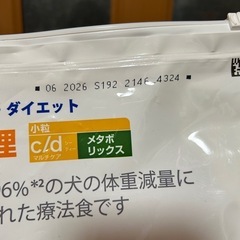 06 2026 S192 2146 4324
ダイエット
理
小粒
c/d
マルチケア
メタボ
リックス
96%*²の犬の体重減量に
れた療法食です